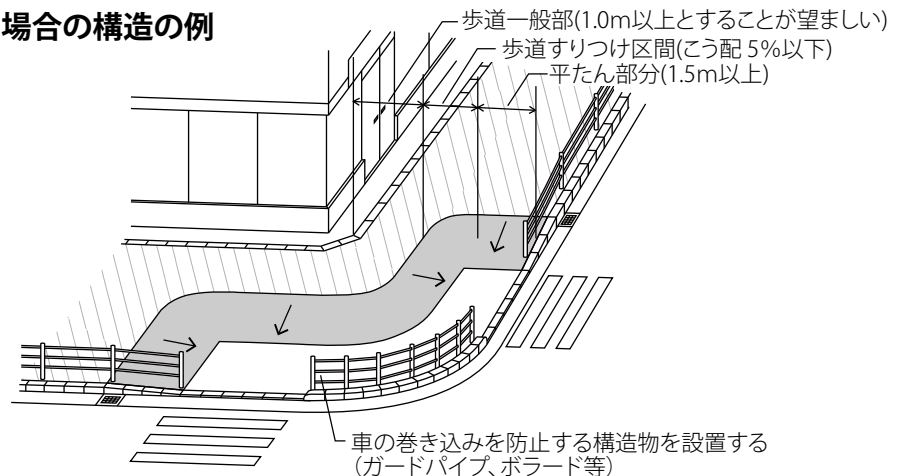 場合の構造の例
歩道一般部(1.0m以上とすることが望ましい)
歩道すりつけ区間(こう配 5%以下)
平たん部分(1.5m以上)
車の巻き込みを防止する構造物を設置する
(ガードパイプ、ボラード等)